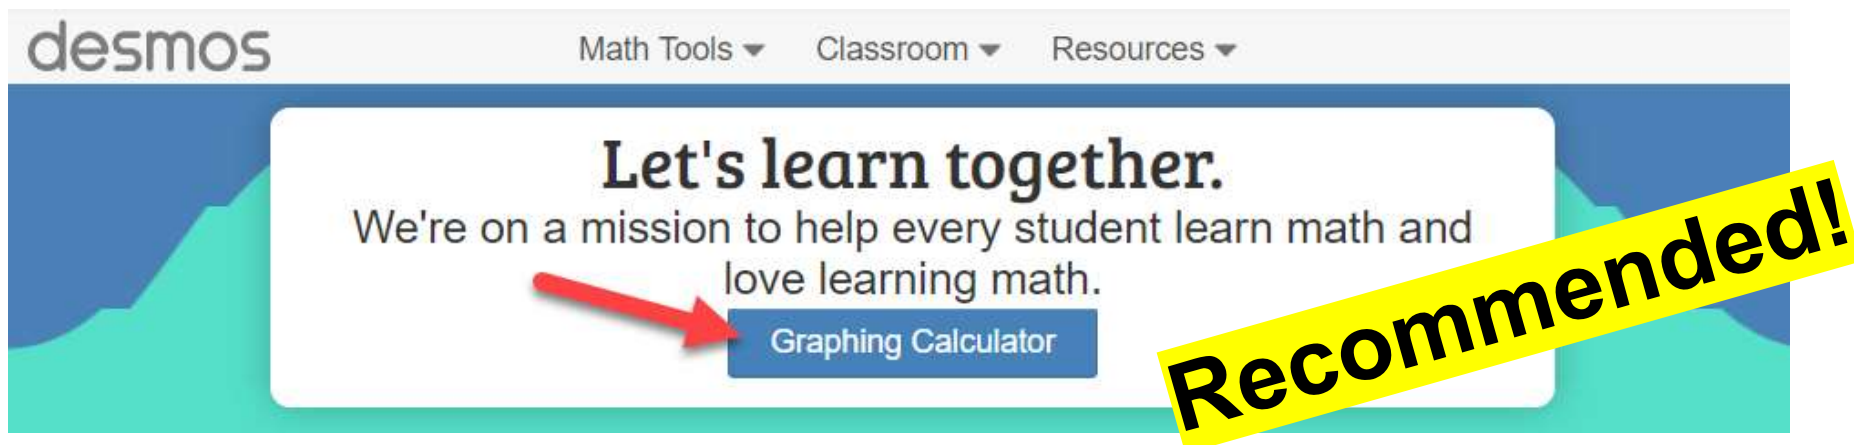 desmos
Math Tools Classroom Resources
Let's learn together.
We're on a mission to help every student learn math and
love learning math.
Graphing Calculator
Recommended!